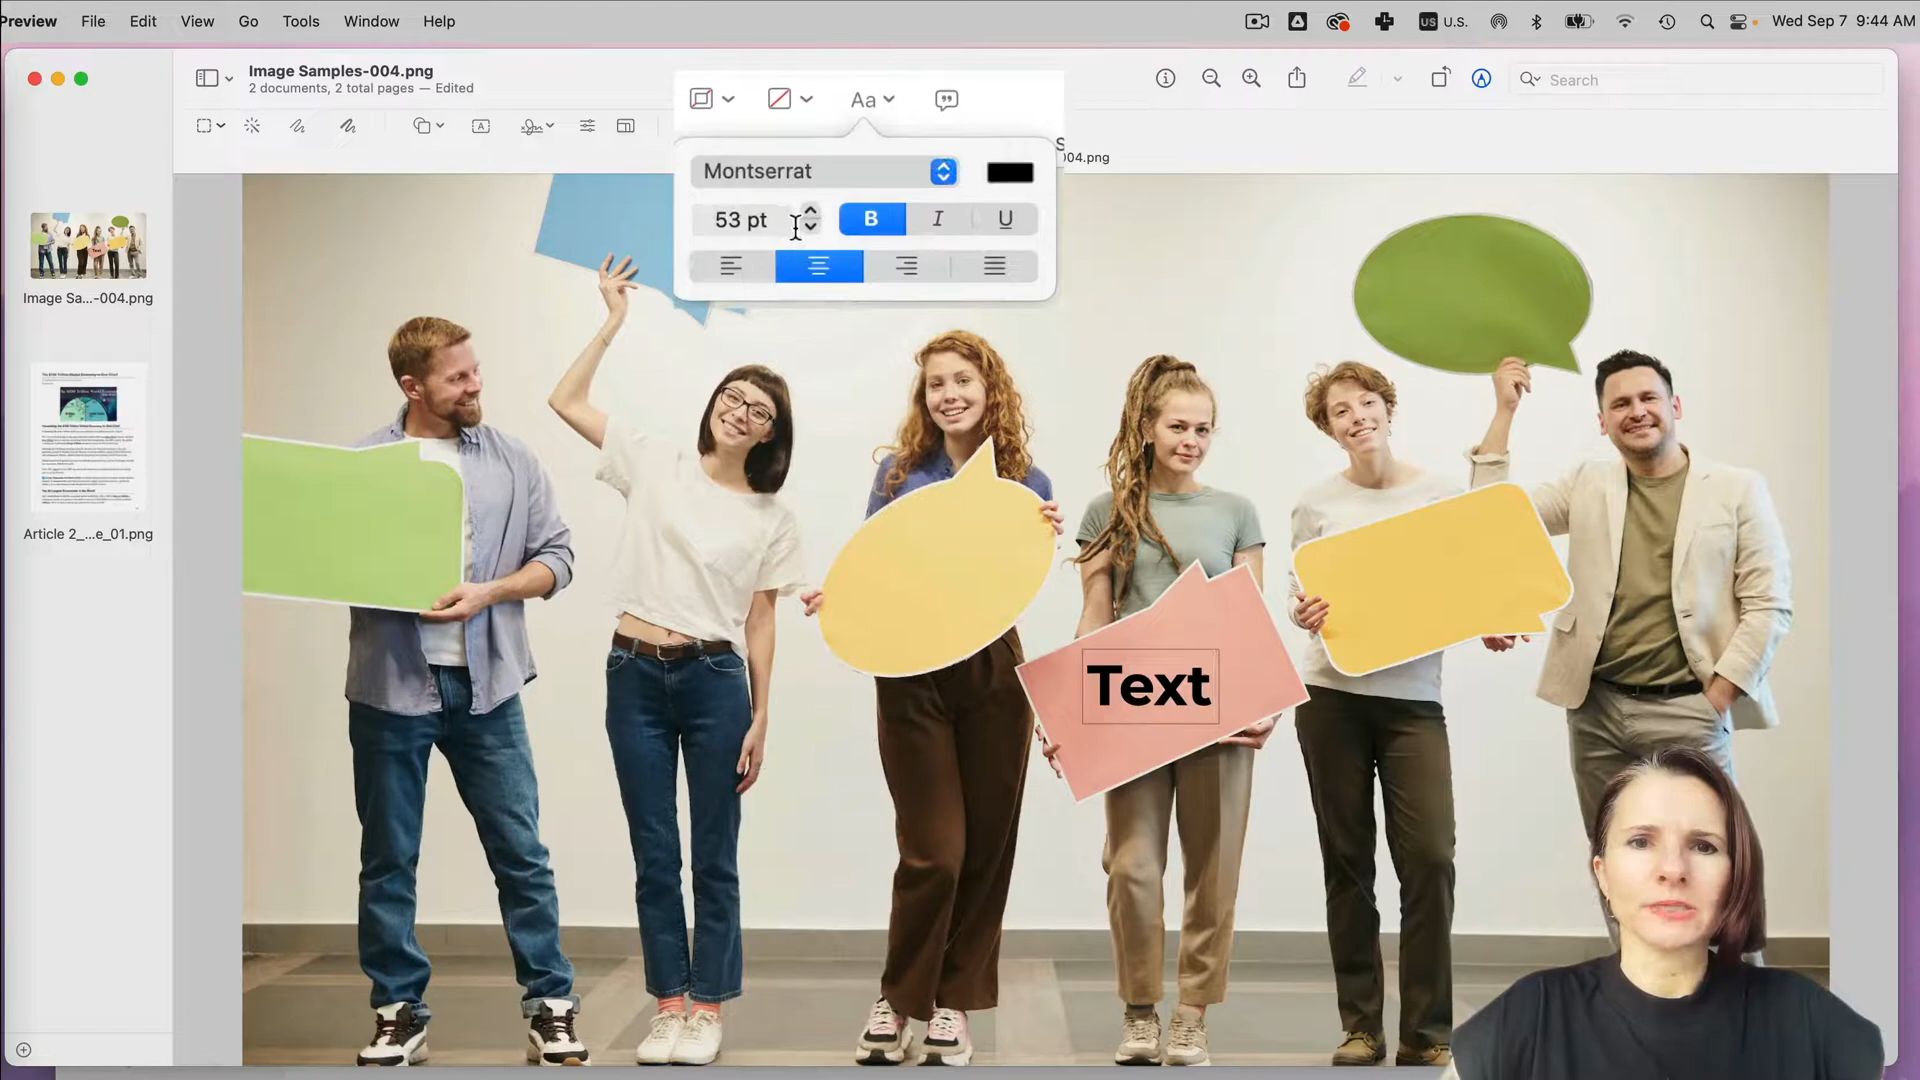 Preview File Edit View Go Tools Window Help
US U.S. Wed Sep 7 9:44 AM
Image Samples-004.png
2 documents, 2 total pages — Edited
Search
Aa
004.png
Montserrat
53 pt
B I U
Image Sa...-004.png
Article 2_...e_01.png
Text